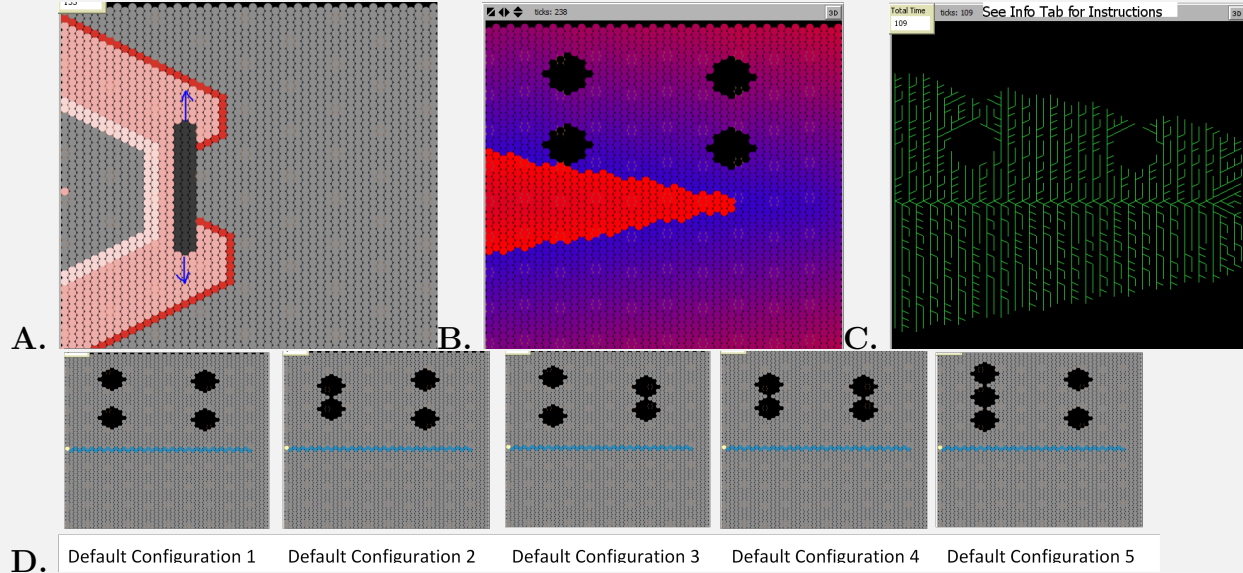 ticks: 238
3D
Total Time
109
ticks: 109
See Info Tab for Instructions
3D
A.
B.
C.
D.
Default Configuration 1
Default Configuration 2
Default Configuration 3
Default Configuration 4
Default Configuration 5